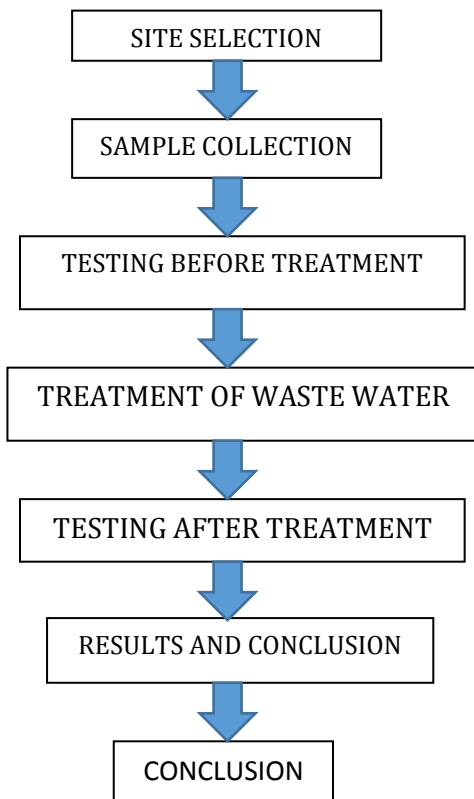 SITE SELECTION
SAMPLE COLLECTION
TESTING BEFORE TREATMENT
TREATMENT OF WASTE WATER
TESTING AFTER TREATMENT
RESULTS AND CONCLUSION
CONCLUSION